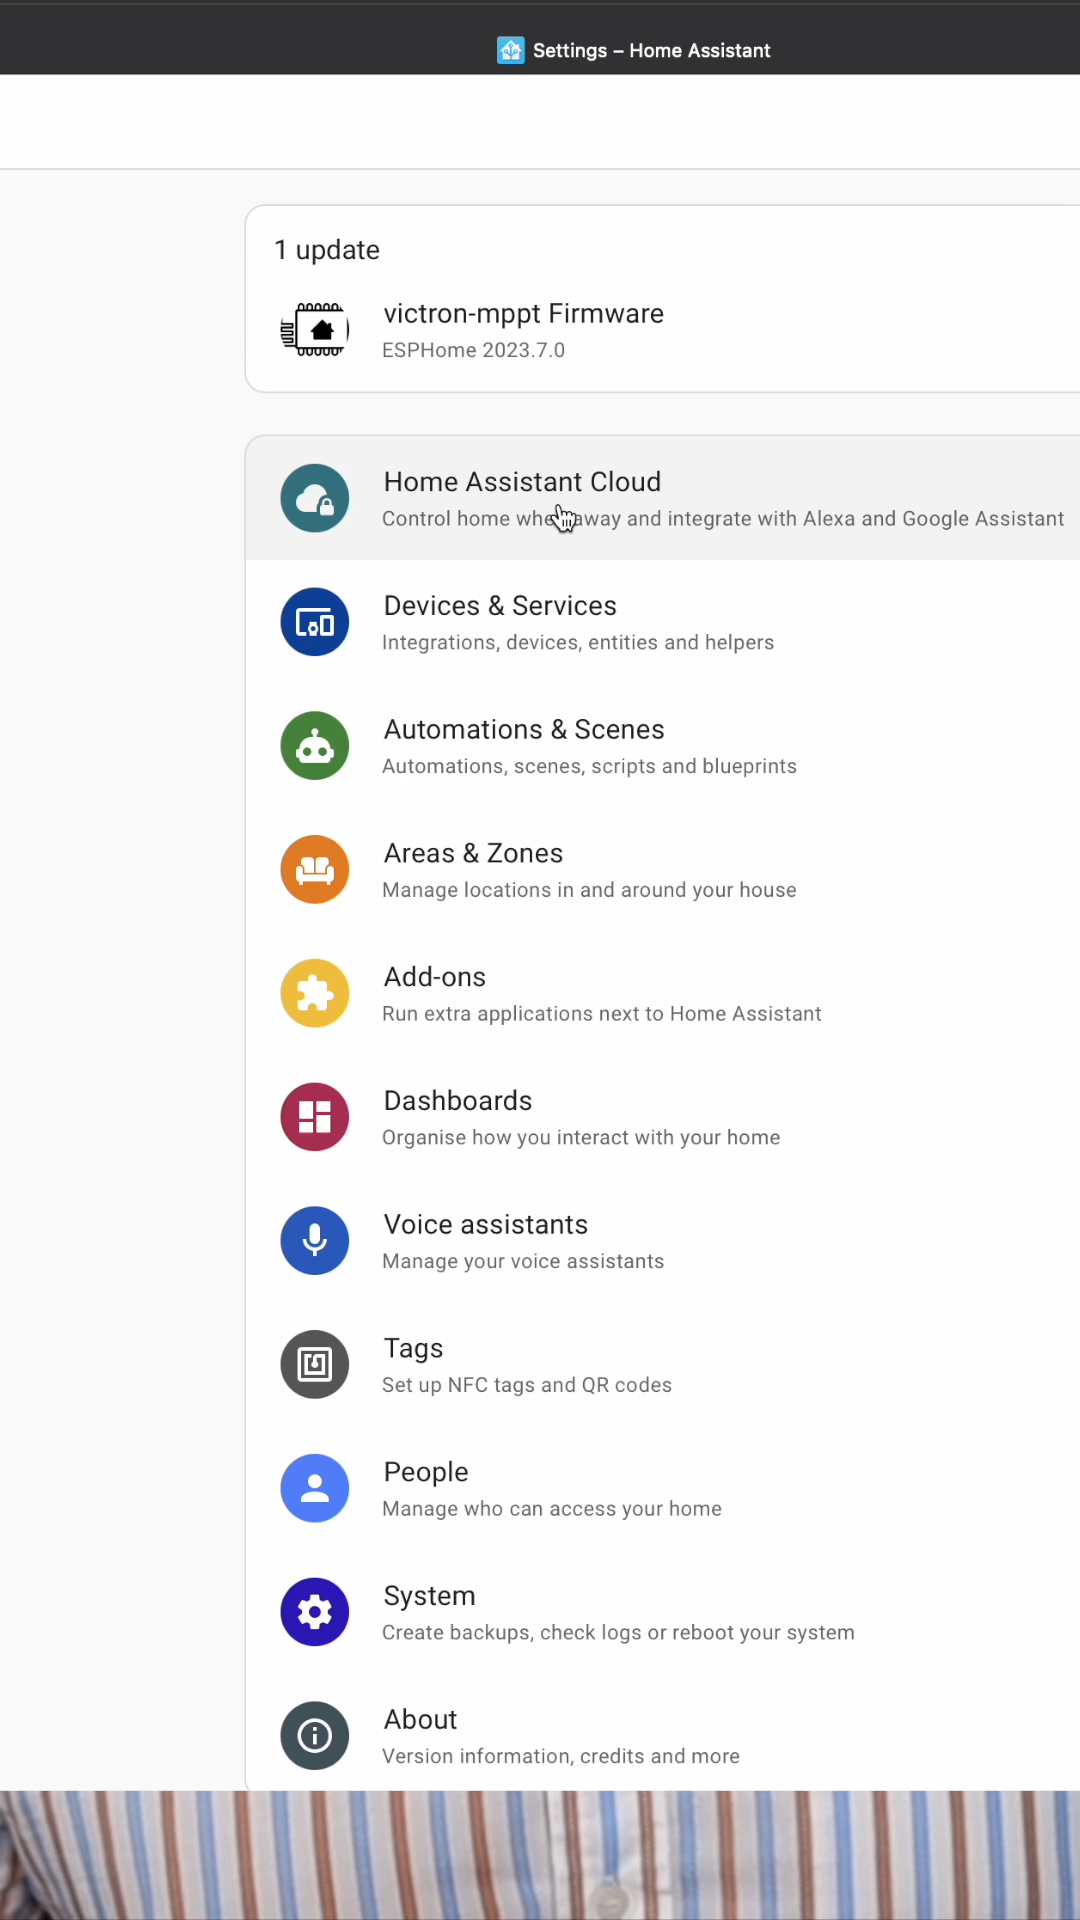 Settings – Home Assistant
1 update
victron-mppt Firmware
ESPHome 2023.7.0
Home Assistant Cloud
Control home when away and integrate with Alexa and Google Assistant
Devices & Services
Integrations, devices, entities and helpers
Automations & Scenes
Automations, scenes, scripts and blueprints
Areas & Zones
Manage locations in and around your house
Add-ons
Run extra applications next to Home Assistant
Dashboards
Organise how you interact with your home
Voice assistants
Manage your voice assistants
Tags
Set up NFC tags and QR codes
People
Manage who can access your home
System
Create backups, check logs or reboot your system
About
Version information, credits and more